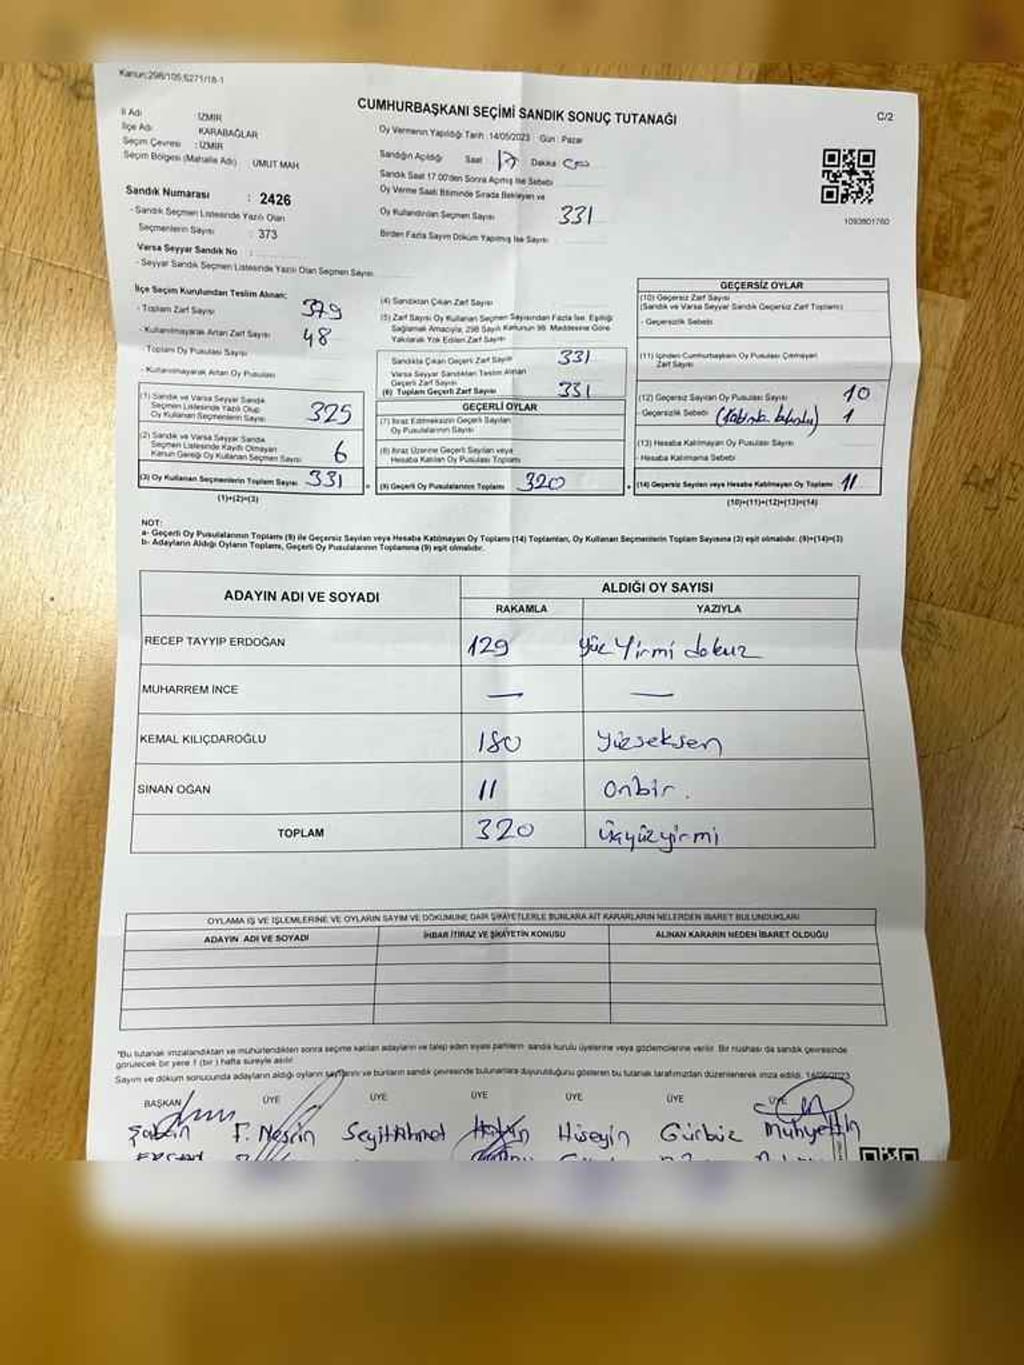 Kanun:298/105;6271/18-1
CUMHURBAŞKANI SEÇİMİ SANDIK SONUÇ TUTANAĞI
C/2
İl Adı : İZMİR
İlçe Adı KARABAĞLAR
Seçim Çevresi : İZMİR
Seçim Bölgesi (Mahalle Adı) UMUT MAH
Sandık Numarası : 2426
- Sandık Seçmen Listesinde Yazılı Olan
Seçmenlerin Sayısı : 373
Varsa Seyyar Sandık No :
- Seyyar Sandık Seçmen Listesinde Yazılı Olan Seçmen Sayısı
Oy Vermenin Yapıldığı Tarih :14/05/2023 Gün : Pazar
Sandığın Açıldığı Saat 17 Dakika 00
Sandık Saat 17.00'den Sonra Açılmış İse Sebebi
Oy Verme Saati Bitiminde Sırada Bekleyen ve
Oy Kullandırılan Seçmen Sayısı 331
Birden Fazla Sayım Döküm Yapılmış İse Sayısı
1093801760
İlçe Seçim Kurulundan Teslim Alınan;
- Toplam Zarf Sayısı 379
- Kullanılmayarak Artan Zarf Sayısı 48
- Toplam Oy Pusulası Sayısı
- Kullanılmayarak Artan Oy Pusulası
(1) Sandık ve Varsa Seyyar Sandık
Seçmen Listesinde Yazılı Olup
Oy Kullanan Seçmenlerin Sayısı 325
(2) Sandık ve Varsa Seyyar Sandık
Seçmen Listesinde Kayıtlı Olmayan
Kanun Gereği Oy Kullanan Seçmen Sayısı 6
(3) Oy Kullanan Seçmenlerin Toplam Sayısı 331
(1)+(2)=(3)
(4) Sandıktan Çıkan Zarf Sayısı
(5) Zarf Sayısı Oy Kullanan Seçmen Sayısından Fazla İse, Eşitliği
Sağlamak Amacıyla; 298 Sayılı Kanunun 98. Maddesine Göre
Yakılarak Yok Edilen Zarf Sayısı
Sandıkta Çıkan Geçerli Zarf Sayısı 331
Varsa Seyyar Sandıktan Teslim Alınan
Geçerli Zarf Sayısı
(6) Toplam Geçerli Zarf Sayısı 331
GEÇERLİ OYLAR
(7) İtiraz Edilmeksizin Geçerli Sayılan
Oy Pusulalarının Sayısı
(8) İtiraz Üzerine Geçerli Sayılan veya
Hesaba Katılan Oy Pusulası Toplamı
(9) Geçerli Oy Pusulalarının Toplamı 320
GEÇERSİZ OYLAR
(10) Geçersiz Zarf Sayısı
(Sandık ve Varsa Seyyar Sandık Geçersiz Zarf Toplamı)
- Geçersizlik Sebebi
(11) İçinden Cumhurbaşkanı Oy Pusulası Çıkmayan
Zarf Sayısı
(12) Geçersiz Sayılan Oy Pusulası Sayısı 10
- Geçersizlik Sebebi 1
(13) Hesaba Katılmayan Oy Pusulası Sayısı
- Hesaba Katılmama Sebebi
(14) Geçersiz Sayılan veya Hesaba Katılmayan Oy Toplamı 11
(10)+(11)+(12)+(13)=(14)
NOT:
a- Geçerli Oy Pusulalarının Toplamı (9) ile Geçersiz Sayılan veya Hesaba Katılmayan Oy Toplamı (14) Toplamları, Oy Kullanan Seçmenlerin Toplam Sayısına (3) eşit olmalıdır. (9)+(14)=(3)
b- Adayların Aldığı Oyların Toplamı, Geçerli Oy Pusulalarının Toplamına (9) eşit olmalıdır.
ADAYIN ADI VE SOYADI
ALDIĞI OY SAYISI
RAKAMLA YAZIYLA
RECEP TAYYIP ERDOĞAN 129 Yüz Yirmi dokuz
MUHARREM İNCE — —
KEMAL KILIÇDAROĞLU 180 Yüzseksen
SİNAN OĞAN 11 Onbir.
TOPLAM 320 Üçyüzyirmi
OYLAMA İŞ VE İŞLEMLERİNE VE OYLARIN SAYIM VE DÖKÜMÜNE DAİR ŞİKAYETLERLE BUNLARA AİT KARARLARIN NELERDEN İBARET BULUNDUKLARI
ADAYIN ADI VE SOYADI İHBAR İTİRAZ VE ŞİKAYETİN KONUSU ALINAN KARARIN NEDEN İBARET OLDUĞU
*Bu tutanak imzalandıktan ve mühürlendikten sonra seçime katılan adayların ve talep eden siyasi partilerin sandık kurulu üyelerine veya gözlemcilerine verilir. Bir nüshası da sandık çevresinde
görülecek bir yere 1 (bir) hafta süreyle asılır.
Sayım ve döküm sonucunda adayların aldığı oyların sayılarını ve bunların sandık çevresinde bulunanlara duyurulduğunu gösteren bu tutanak tarafımızdan düzenlenerek imza edildi. 14/05/2023
BAŞKAN ÜYE ÜYE ÜYE ÜYE ÜYE ÜYE
Şahin F. Nesrin Seyit Ahmet Hakan Hüseyin Gürbüz Muhyettin